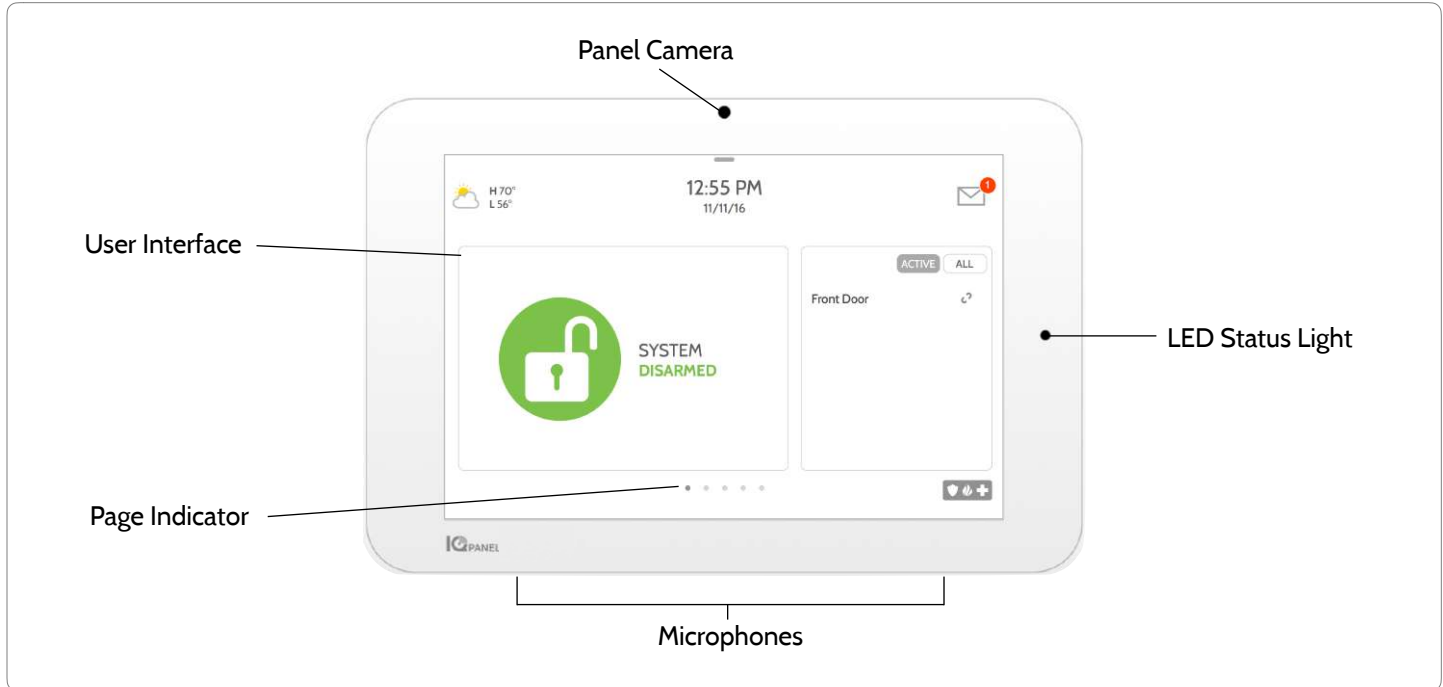 Panel Camera
H 70°
L 56°
12:55 PM
11/11/16
1
User Interface
ACTIVE
ALL
Front Door
SYSTEM
DISARMED
LED Status Light
Page Indicator
IQ PANEL
Microphones